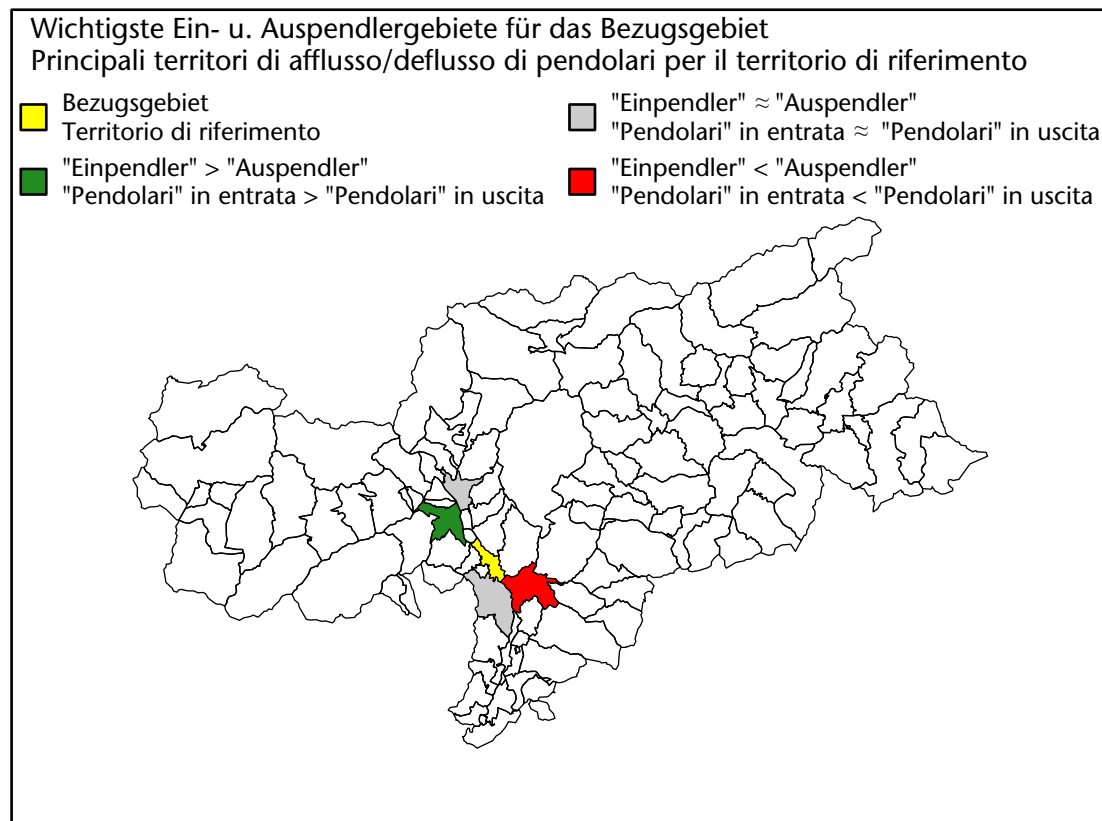 Wichtigste Ein- u. Auspendlergebiete für das Bezugsgebiet
Principali territori di afflusso/deflusso di pendolari per il territorio di riferimento
Bezugsgebiet
Territorio di riferimento
"Einpendler" > "Auspendler"
"Pendolari" in entrata > "Pendolari" in uscita
"Einpendler" ≈ "Auspendler"
"Pendolari" in entrata ≈ "Pendolari" in uscita
"Einpendler" < "Auspendler"
"Pendolari" in entrata < "Pendolari" in uscita